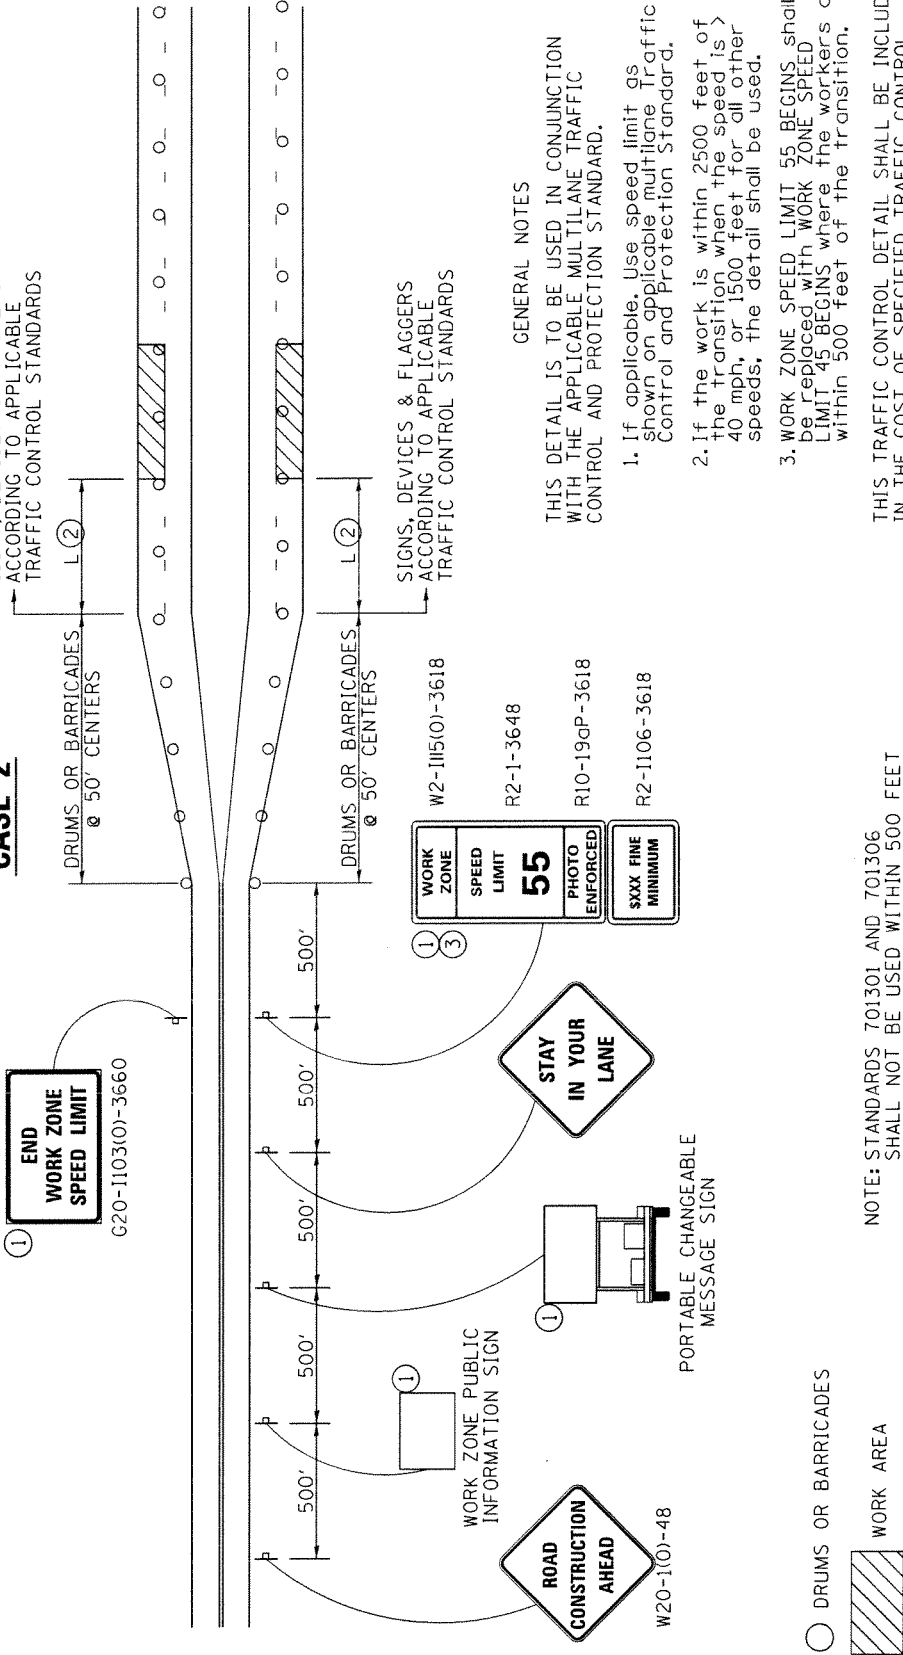 CASE 2
ACCORDING TO APPLICABLE
TRAFFIC CONTROL STANDARDS
DRUMS OR BARRICADES
@ 50' CENTERS
L 2
1
END
WORK ZONE
SPEED LIMIT
G20-I103(O)-3660
500'
500'
500'
500'
500'
DRUMS OR BARRICADES
@ 50' CENTERS
L 2
SIGNS, DEVICES & FLAGGERS
ACCORDING TO APPLICABLE
TRAFFIC CONTROL STANDARDS
ROAD
CONSTRUCTION
AHEAD
W20-1(O)-48
1
WORK ZONE PUBLIC
INFORMATION SIGN
1
PORTABLE CHANGEABLE
MESSAGE SIGN
STAY
IN YOUR
LANE
1
3
WORK
ZONE
SPEED
LIMIT
55
PHOTO
ENFORCED
$XXX FINE
MINIMUM
W2-I115(O)-3618
R2-1-3648
R10-19aP-3618
R2-I106-3618
GENERAL NOTES
THIS DETAIL IS TO BE USED IN CONJUNCTION
WITH THE APPLICABLE MULTILANE TRAFFIC
CONTROL AND PROTECTION STANDARD.
1. If applicable. Use speed limit as
shown on applicable multilane Traffic
Control and Protection Standard.
2. If the work is within 2500 feet of
the transition when the speed is >
40 mph, or 1500 feet for all other
speeds, the detail shall be used.
3. WORK ZONE SPEED LIMIT 55 BEGINS shall
be replaced with WORK ZONE SPEED
LIMIT 45 BEGINS where the workers
within 500 feet of the transition.
THIS TRAFFIC CONTROL DETAIL SHALL BE
IN THE COST OF SPECIFIED TRAFFIC CONTROL
DRUMS OR BARRICADES
WORK AREA
NOTE: STANDARDS 701301 AND 701306
SHALL NOT BE USED WITHIN 500 FEET